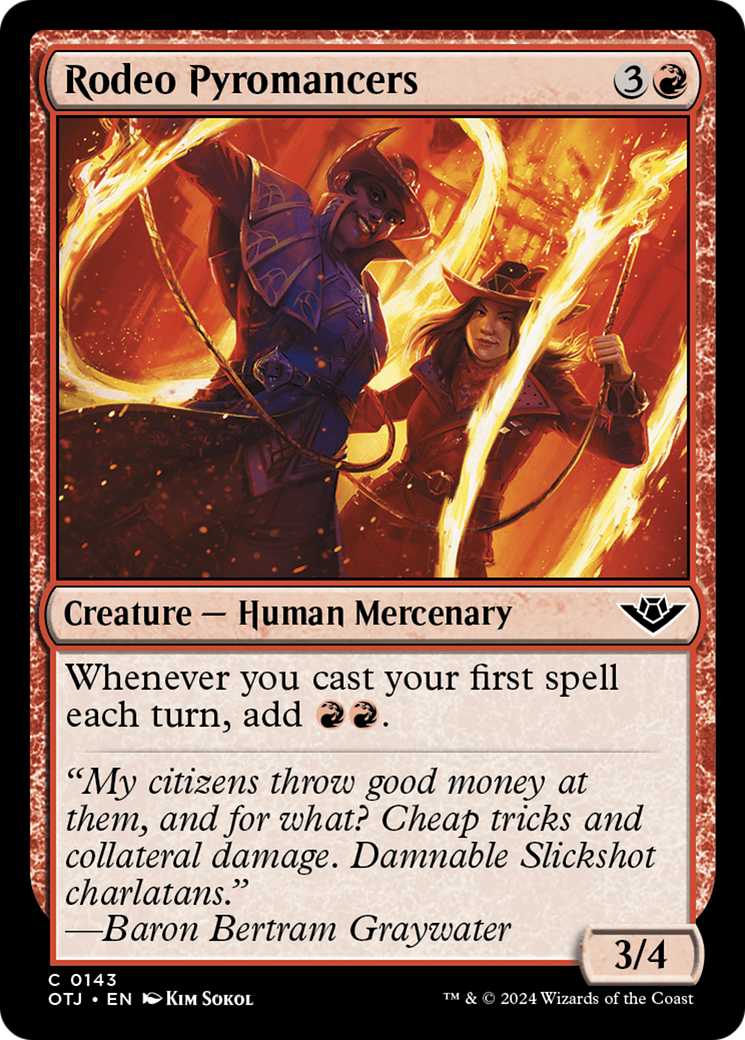 Rodeo Pyromancers 3
Creature — Human Mercenary
Whenever you cast your first spell
each turn, add .
“My citizens throw good money at
them, and for what? Cheap tricks and
collateral damage. Damnable Slickshot
charlatans.”
—Baron Bertram Graywater
3/4
C 0143
OTJ • EN Kim Sokol
™ & © 2024 Wizards of the Coast